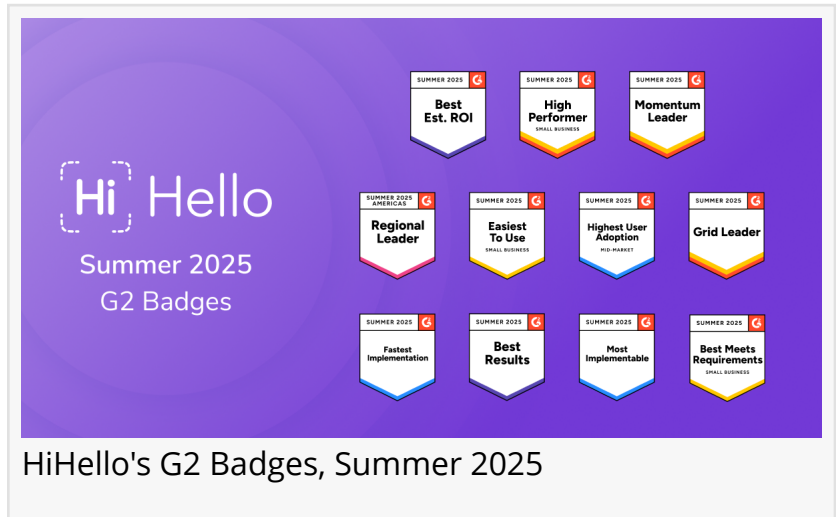 Hi Hello
Summer 2025
G2 Badges
SUMMER 2025
Best
Est. ROI
SUMMER 2025
High
Performer
SMALL BUSINESS
SUMMER 2025
Momentum
Leader
SUMMER 2025
AMERICAS
Regional
Leader
SUMMER 2025
Easiest
To Use
SMALL BUSINESS
SUMMER 2025
Highest User
Adoption
MID-MARKET
SUMMER 2025
Grid Leader
SUMMER 2025
Fastest
Implementation
SUMMER 2025
Best
Results
SUMMER 2025
Most
Implementable
SUMMER 2025
Best Meets
Requirements
SMALL BUSINESS
HiHello's G2 Badges, Summer 2025